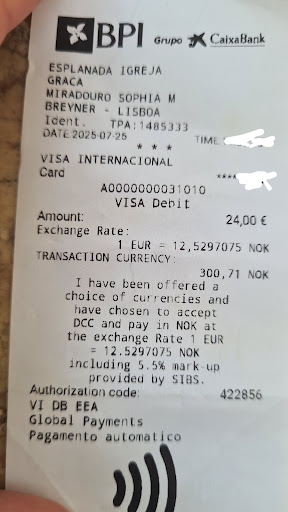 BPI Grupo CaixaBank
ESPLANADA IGREJA
GRACA
MIRADOURO SOPHIA M
BREYNER - LISBOA
Ident. TPA:1485333
DATE:2025-07-25 TIME:
* * *
VISA INTERNACIONAL
Card ****
A0000000031010
VISA Debit
Amount: 24,00 €
Exchange Rate:
1 EUR = 12,5297075 NOK
TRANSACTION CURRENCY:
300,71 NOK
I have been offered a
choice of currencies and
have chosen to accept
DCC and pay in NOK at
the exchange Rate 1 EUR
= 12.5297075 NOK
including 5.5% mark-up
provided by SIBS.
Authorization code: 422856
VI DB EEA
Global Payments
Pagamento automatico